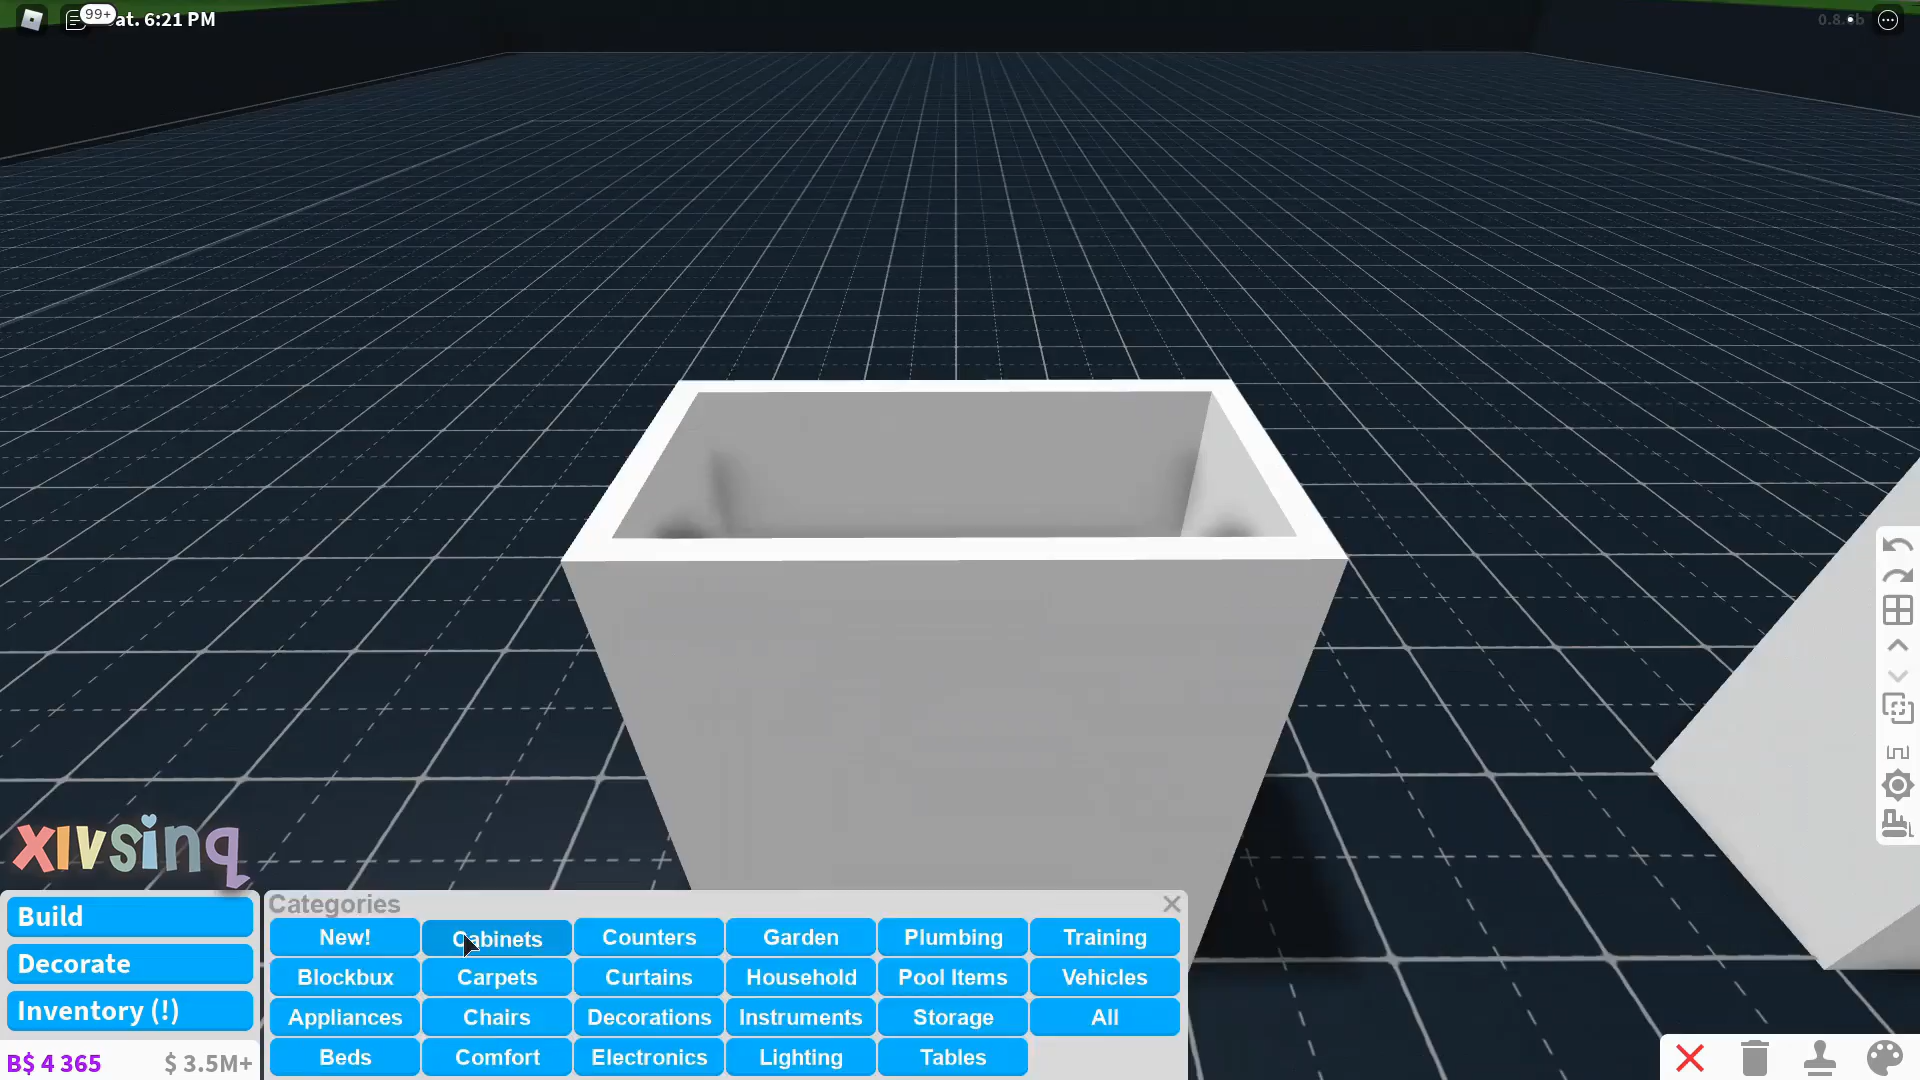 99+
at. 6:21 PM
xivsinq
Build
Decorate
Inventory (!)
B$ 4 365
$ 3.5M+
Categories
New! Cabinets Counters Garden Plumbing Training
Blockbux Carpets Curtains Household Pool Items Vehicles
Appliances Chairs Decorations Instruments Storage All
Beds Comfort Electronics Lighting Tables